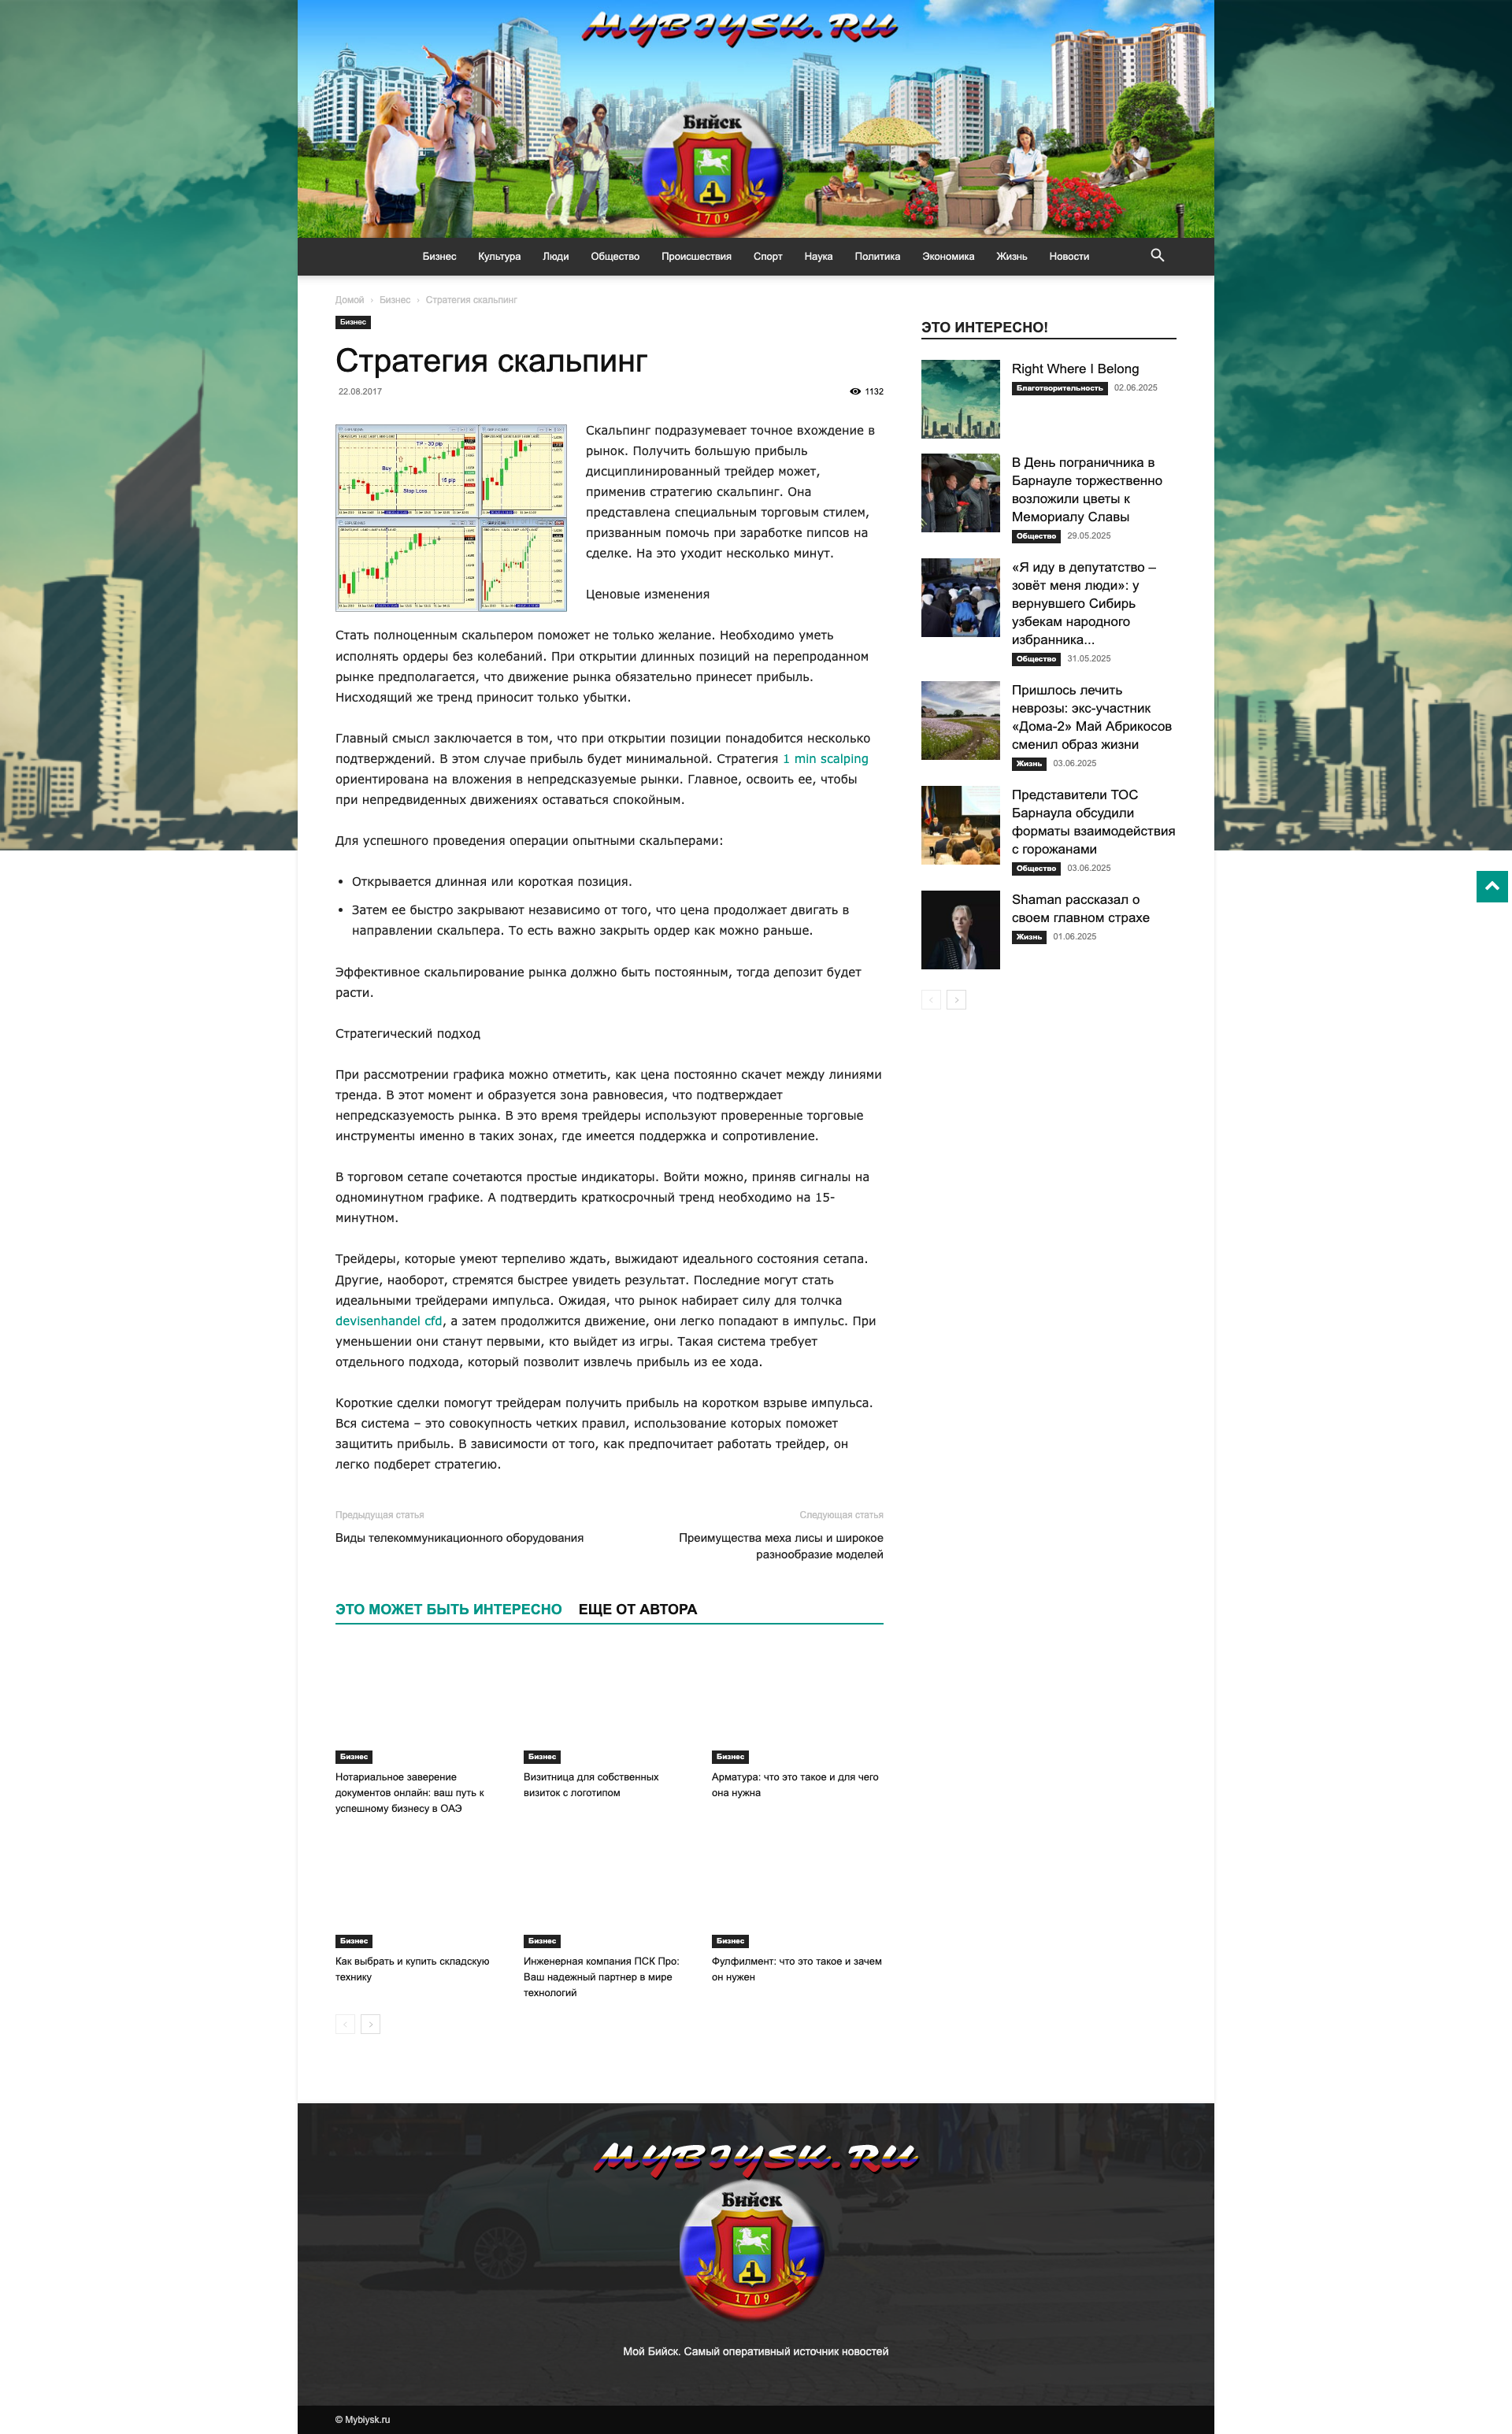 MYBIYSK.RU
Бийск
1709
Бизнес
Культура
Люди
Общество
Происшествия
Спорт
Наука
Политика
Экономика
Жизнь
Новости
Домой › Бизнес › Стратегия скальпинг
Бизнес
Стратегия скальпинг
22.08.2017
1132
TP - 30 pip
Buy
15 pip
Stop Loss
Скальпинг подразумевает точное вхождение в
рынок. Получить большую прибыль
дисциплинированный трейдер может,
применив стратегию скальпинг. Она
представлена специальным торговым стилем,
призванным помочь при заработке пипсов на
сделке. На это уходит несколько минут.
Ценовые изменения
Стать полноценным скальпером поможет не только желание. Необходимо уметь
исполнять ордеры без колебаний. При открытии длинных позиций на перепроданном
рынке предполагается, что движение рынка обязательно принесет прибыль.
Нисходящий же тренд приносит только убытки.
Главный смысл заключается в том, что при открытии позиции понадобится несколько
подтверждений. В этом случае прибыль будет минимальной. Стратегия 1 min scalping
ориентирована на вложения в непредсказуемые рынки. Главное, освоить ее, чтобы
при непредвиденных движениях оставаться спокойным.
Для успешного проведения операции опытными скальперами:
• Открывается длинная или короткая позиция.
• Затем ее быстро закрывают независимо от того, что цена продолжает двигать в
направлении скальпера. То есть важно закрыть ордер как можно раньше.
Эффективное скальпирование рынка должно быть постоянным, тогда депозит будет
расти.
Стратегический подход
При рассмотрении графика можно отметить, как цена постоянно скачет между линиями
тренда. В этот момент и образуется зона равновесия, что подтверждает
непредсказуемость рынка. В это время трейдеры используют проверенные торговые
инструменты именно в таких зонах, где имеется поддержка и сопротивление.
В торговом сетапе сочетаются простые индикаторы. Войти можно, приняв сигналы на
одноминутном графике. А подтвердить краткосрочный тренд необходимо на 15-
минутном.
Трейдеры, которые умеют терпеливо ждать, выжидают идеального состояния сетапа.
Другие, наоборот, стремятся быстрее увидеть результат. Последние могут стать
идеальными трейдерами импульса. Ожидая, что рынок набирает силу для толчка
devisenhandel cfd, а затем продолжится движение, они легко попадают в импульс. При
уменьшении они станут первыми, кто выйдет из игры. Такая система требует
отдельного подхода, который позволит извлечь прибыль из ее хода.
Короткие сделки помогут трейдерам получить прибыль на коротком взрыве импульса.
Вся система – это совокупность четких правил, использование которых поможет
защитить прибыль. В зависимости от того, как предпочитает работать трейдер, он
легко подберет стратегию.
Предыдущая статья
Виды телекоммуникационного оборудования
Следующая статья
Преимущества меха лисы и широкое
разнообразие моделей
ЭТО МОЖЕТ БЫТЬ ИНТЕРЕСНО
ЕЩЕ ОТ АВТОРА
Бизнес
Нотариальное заверение
документов онлайн: ваш путь к
успешному бизнесу в ОАЭ
Бизнес
Визитница для собственных
визиток с логотипом
Бизнес
Арматура: что это такое и для чего
она нужна
Бизнес
Как выбрать и купить складскую
технику
Бизнес
Инженерная компания ПСК Про:
Ваш надежный партнер в мире
технологий
Бизнес
Фулфилмент: что это такое и зачем
он нужен
ЭТО ИНТЕРЕСНО!
Right Where I Belong
Благотворительность 02.06.2025
В День пограничника в
Барнауле торжественно
возложили цветы к
Мемориалу Славы
Общество 29.05.2025
«Я иду в депутатство –
зовёт меня люди»: у
вернувшего Сибирь
узбекам народного
избранника...
Общество 31.05.2025
Пришлось лечить
неврозы: экс-участник
«Дома-2» Май Абрикосов
сменил образ жизни
Жизнь 03.06.2025
Представители ТОС
Барнаула обсудили
форматы взаимодействия
с горожанами
Общество 03.06.2025
Shaman рассказал о
своем главном страхе
Жизнь 01.06.2025
MYBIYSK.RU
Бийск
1709
Мой Бийск. Самый оперативный источник новостей
© Mybiysk.ru